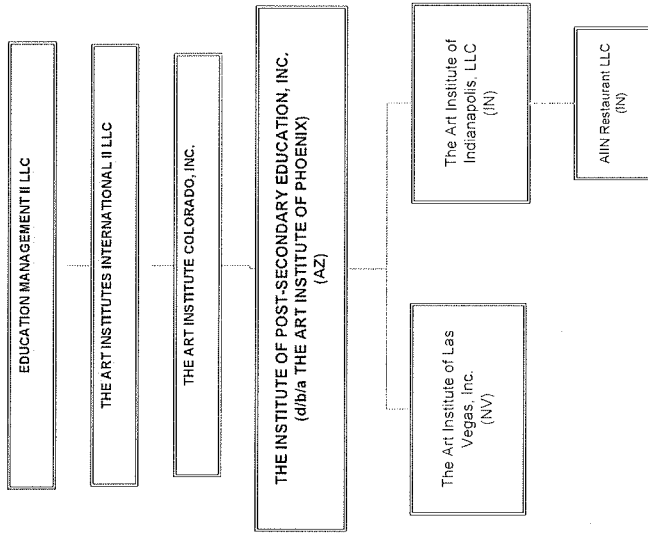 EDUCATION MANAGEMENT II LLC
THE ART INSTITUTES INTERNATIONAL II LLC
THE ART INSTITUTE COLORADO, INC.
THE INSTITUTE OF POST-SECONDARY EDUCATION, INC.
(d/b/a THE ART INSTITUTE OF PHOENIX)
(AZ)
The Art Institute of Las
Vegas, Inc.
(NV)
The Art Institute of
Indianapolis, LLC
(IN)
AIIN Restaurant LLC
(IN)